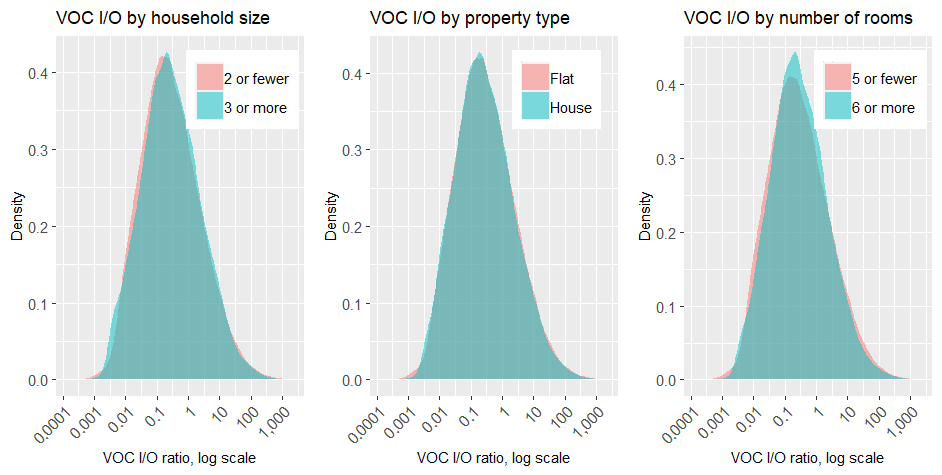 VOC I/O by household size
2 or fewer
3 or more
0.4
0.3
0.2
0.1
0.0
Density
0.0001
0.001
0.01
0.1
1
10
100
1,000
VOC I/O ratio, log scale
VOC I/O by property type
Flat
House
0.4
0.3
0.2
0.1
0.0
Density
0.0001
0.001
0.01
0.1
1
10
100
1,000
VOC I/O ratio, log scale
VOC I/O by number of rooms
5 or fewer
6 or more
0.4
0.3
0.2
0.1
0.0
Density
0.0001
0.001
0.01
0.1
1
10
100
1,000
VOC I/O ratio, log scale